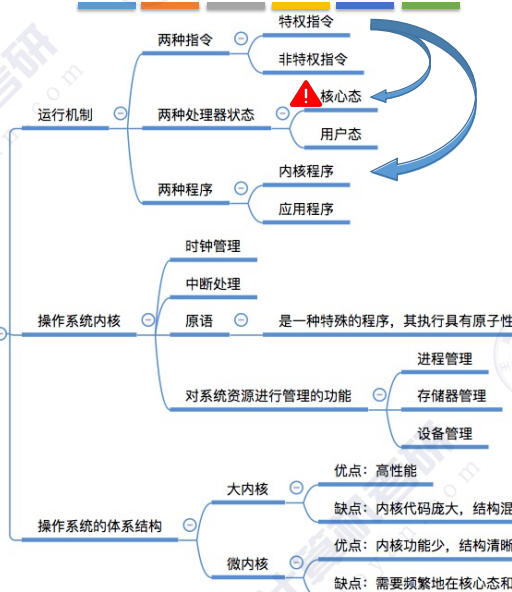 两种指令
特权指令
非特权指令
运行机制
两种处理器状态
核心态
用户态
两种程序
内核程序
应用程序
操作系统内核
时钟管理
中断处理
原语
是一种特殊的程序，其执行具有原子性
对系统资源进行管理的功能
进程管理
存储器管理
设备管理
操作系统的体系结构
大内核
优点：高性能
缺点：内核代码庞大，结构混
微内核
优点：内核功能少，结构清晰
缺点：需要频繁地在核心态和